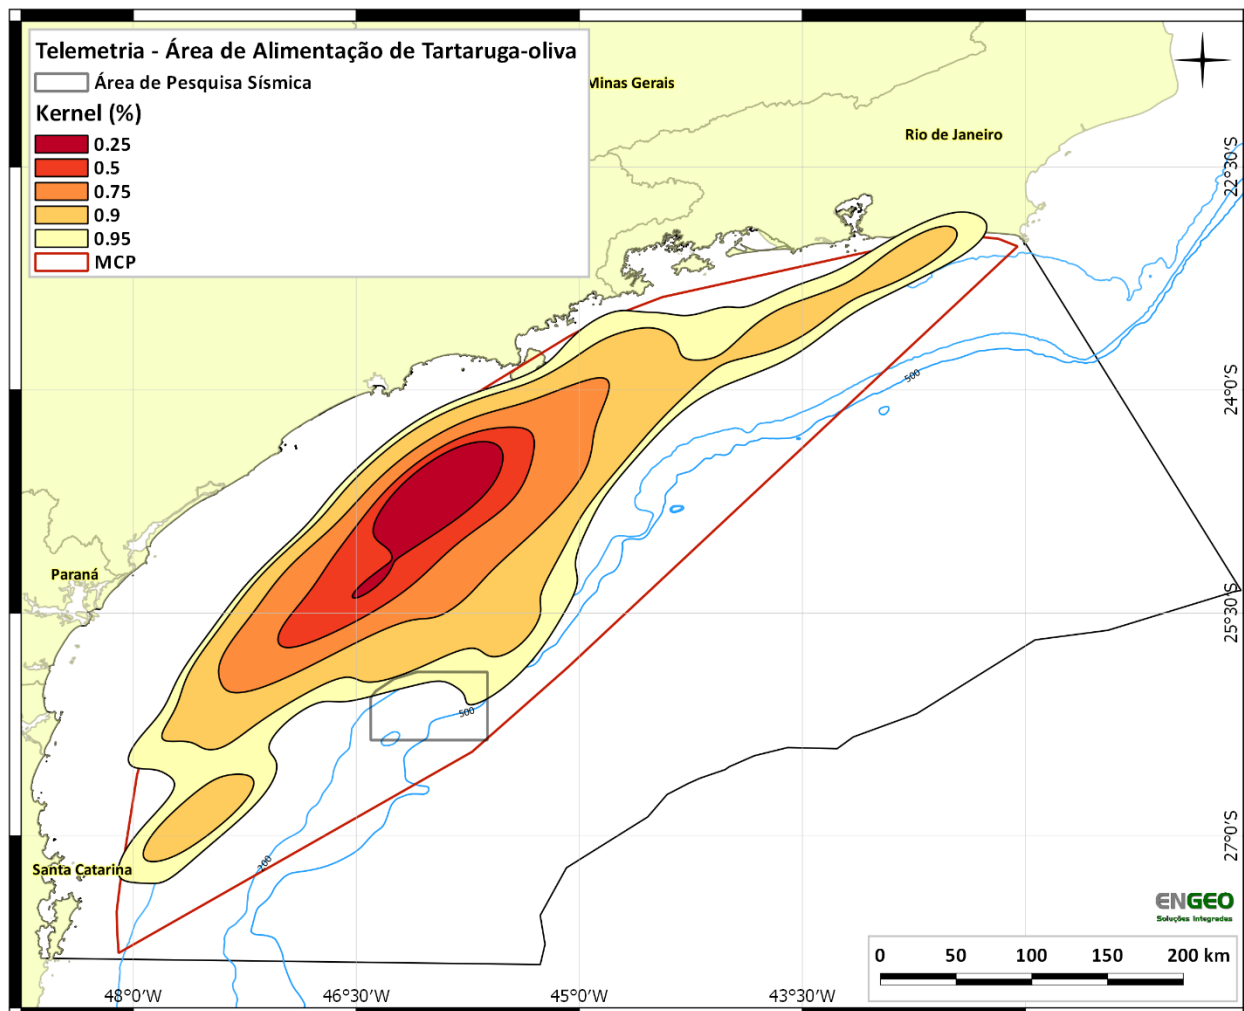 Telemetria - Área de Alimentação de Tartaruga-oliva
Área de Pesquisa Sísmica
Kernel (%)
0.25
0.5
0.75
0.9
0.95
MCP
Minas Gerais
Rio de Janeiro
22°30'S
24°0'S
500
Paraná
25°30'S
500
27°0'S
200
Santa Catarina
ENGEO
Soluções Integradas
0 50 100 150 200 km
48°0'W 46°30'W 45°0'W 43°30'W